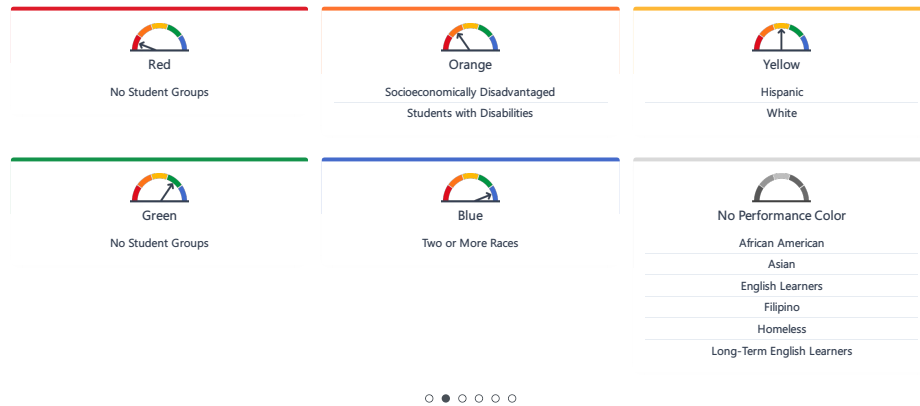 Red
No Student Groups
Orange
Socioeconomically Disadvantaged
Students with Disabilities
Yellow
Hispanic
White
Green
No Student Groups
Blue
Two or More Races
No Performance Color
African American
Asian
English Learners
Filipino
Homeless
Long-Term English Learners